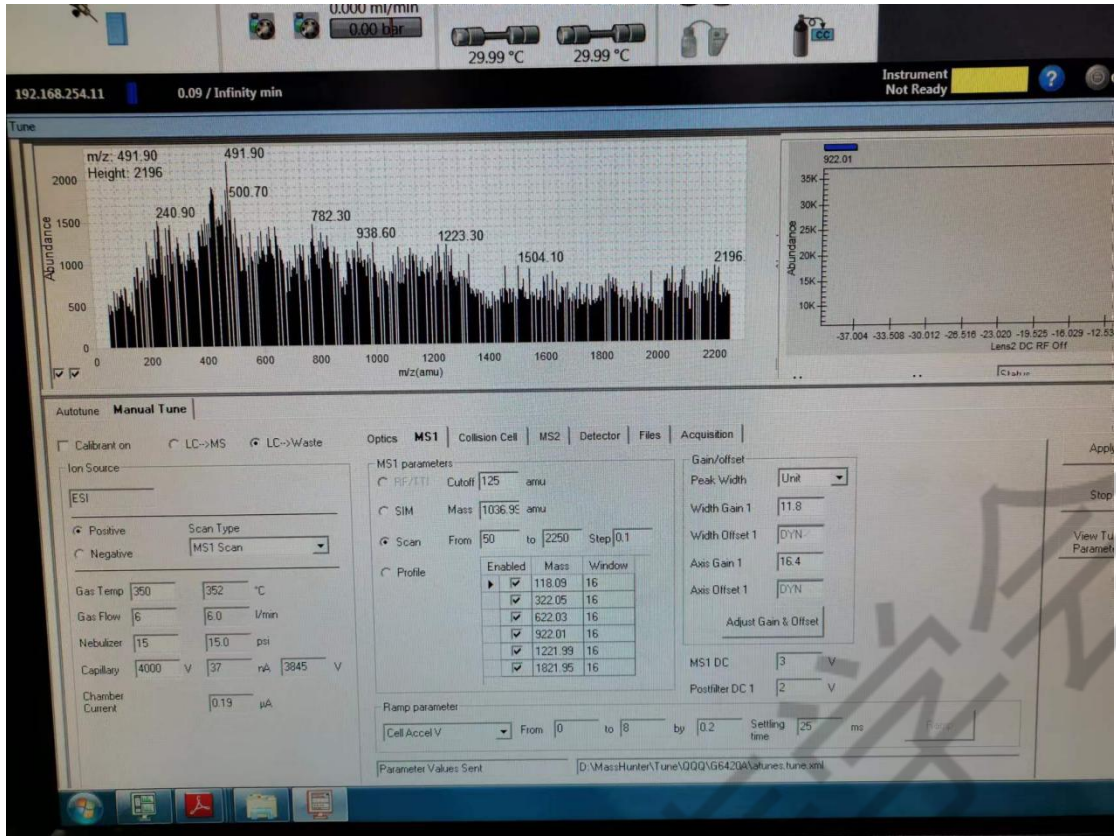 0.000 ml/min
0.00 bar
29.99 °C 29.99 °C
CC
192.168.254.11 0.09 / Infinity min
Instrument
Not Ready
?
Tune
m/z: 491.90
Height: 2196
491.90
500.70
240.90
782.30
938.60
1223.30
1504.10
2196.
Abundance
2000
1500
1000
500
0
0 200 400 600 800 1000 1200 1400 1600 1800 2000 2200
m/z(amu)
922.01
Abundance
35K
30K
25K
20K
15K
10K
-37.004 -33.508 -30.012 -26.516 -23.020 -19.525 -16.029 -12.53
Lens2 DC RF Off
Status
Autotune Manual Tune
Calibrant on LC->MS LC->Waste
Ion Source
ESI
Positive
Negative
Scan Type
MS1 Scan
Gas Temp 350 352 °C
Gas Flow 6 6.0 l/min
Nebulizer 15 15.0 psi
Capillary 4000 V 37 nA 3845 V
Chamber
Current 0.19 µA
Optics MS1 Collision Cell MS2 Detector Files Acquisition
MS1 parameters
Cutoff 125 amu
SIM Mass 1036.99 amu
Scan From 50 to 2250 Step 0.1
Profile
Enabled Mass Window
118.09 16
322.05 16
622.03 16
922.01 16
1221.99 16
1821.95 16
Gain/offset
Peak Width Unit
Width Gain 1 11.8
Width Offset 1 DYN
Axis Gain 1 16.4
Axis Offset 1 DYN
Adjust Gain & Offset
MS1 DC 3 V
Postfilter DC 1 2 V
Ramp parameter
Cell Accel V From 0 to 8 by 0.2 Settling
time 25 ms Ramp
Parameter Values Sent D:\MassHunter\Tune\QQQ\G6420A\atunes.tune.xml
Apply
Stop
View Tu
Paramet
学会